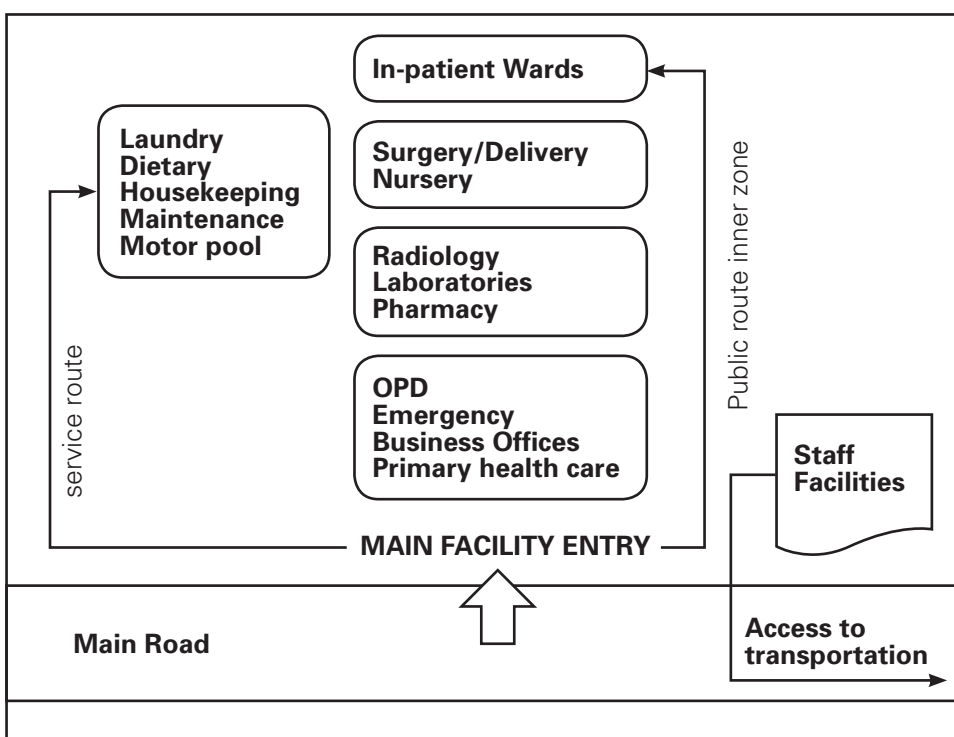 In-patient Wards
Laundry
Dietary
Housekeeping
Maintenance
Motor pool
Surgery/Delivery
Nursery
Radiology
Laboratories
Pharmacy
OPD
Emergency
Business Offices
Primary health care
service route
Public route inner zone
Staff
Facilities
MAIN FACILITY ENTRY
Main Road
Access to
transportation